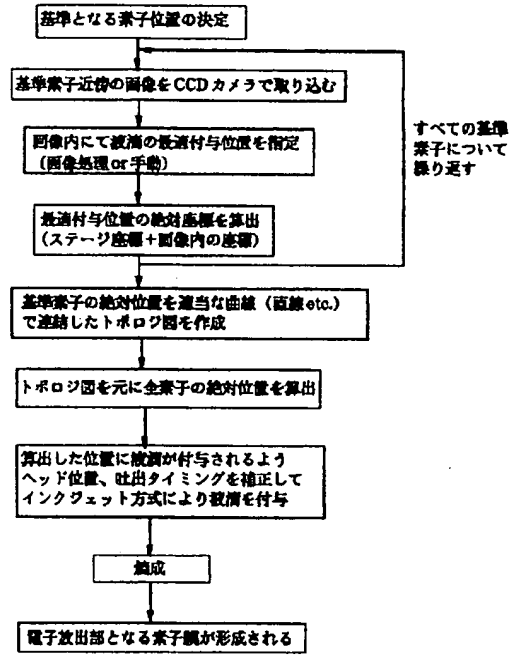 基準となる素子位置の決定
基準素子近傍の画像をCCDカメラで取り込む
すべての基準
素子について
繰り返す
画像内にて液滴の最適付与位置を指定
（画像処理or手動）
最適付与位置の絶対座標を算出
（ステージ座標＋画像内の座標）
基準素子の絶対位置を適当な曲線（直線etc.）
で連結したトポロジ図を作成
トポロジ図を元に全素子の絶対位置を算出
算出した位置に液滴が付与されるよう
ヘッド位置、吐出タイミングを補正して
インクジェット方式により液滴を付与
焼成
電子放出部となる素子膜が形成される